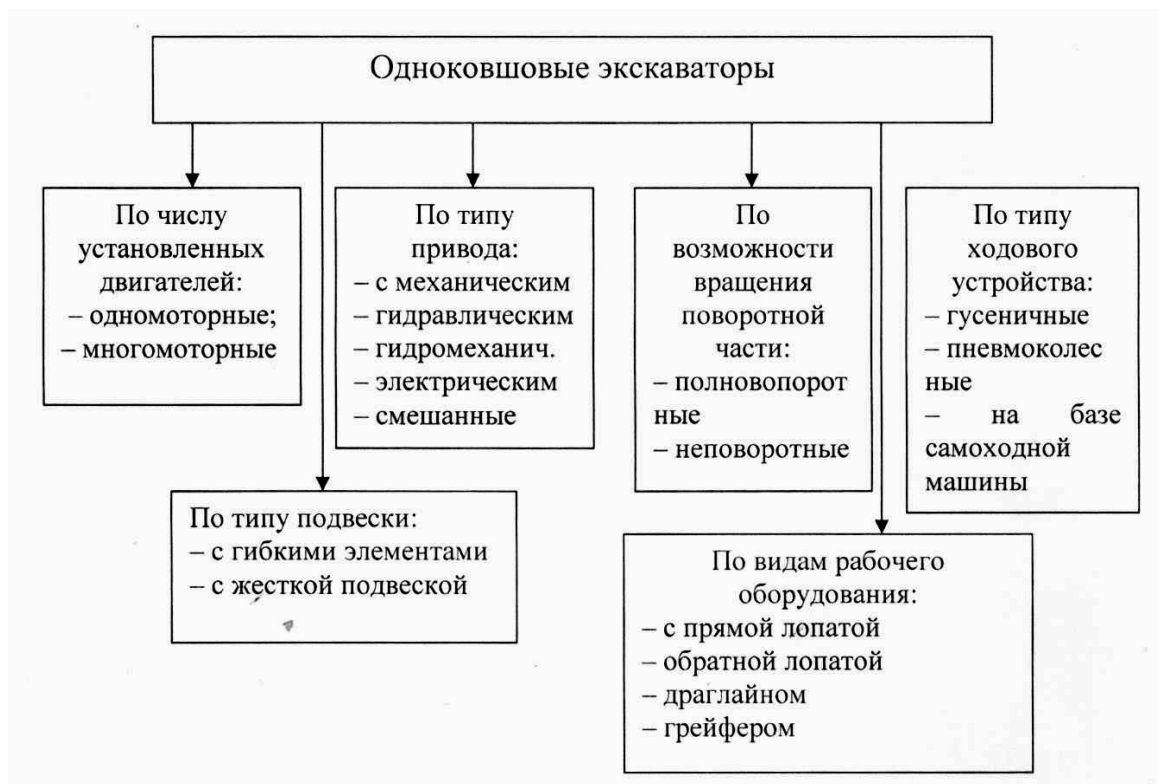 Одноковшовые экскаваторы
По числу
установленных
двигателей:
– одномоторные;
– многомоторные
По типу
привода:
– с механическим
– гидравлическим
– гидромеханич.
– электрическим
– смешанные
По
возможности
вращения
поворотной
части:
– полновопорот
ные
– неповоротные
По типу
ходового
устройства:
– гусеничные
– пневмоколес
ные
– на базе
самоходной
машины
По типу подвески:
– с гибкими элементами
– с жесткой подвеской
По видам рабочего
оборудования:
– с прямой лопатой
– обратной лопатой
– драглайном
– грейфером